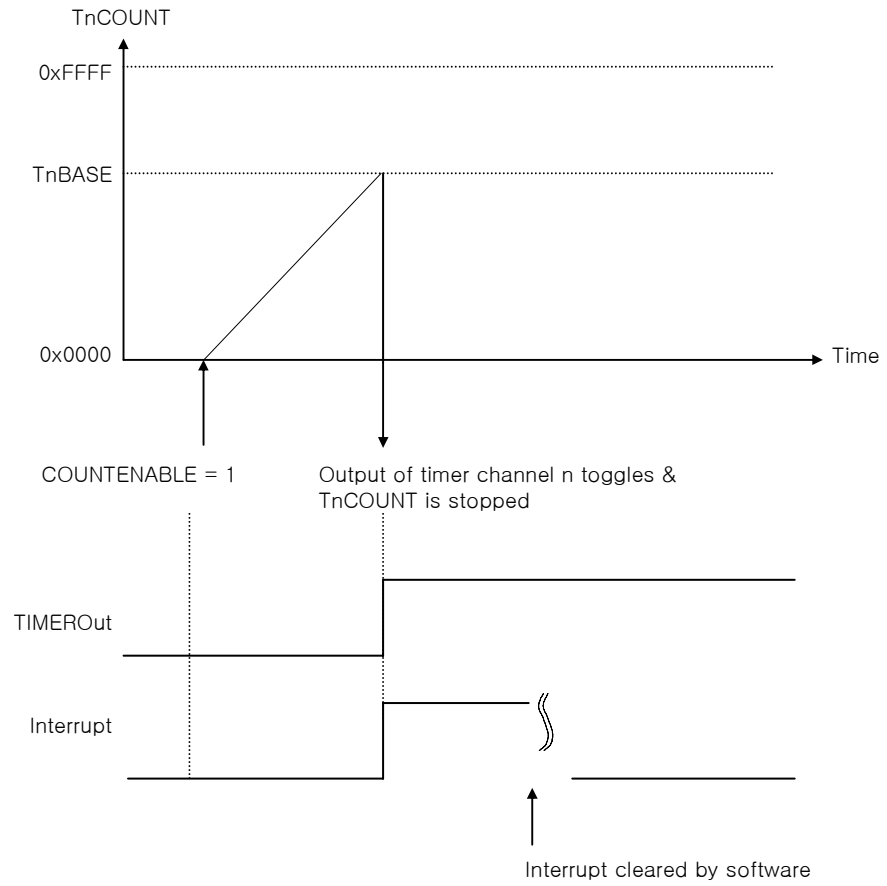 TnCOUNT
0xFFFF
TnBASE
0x0000
Time
COUNTENABLE = 1
Output of timer channel n toggles &
TnCOUNT is stopped
TIMEROut
Interrupt
Interrupt cleared by software